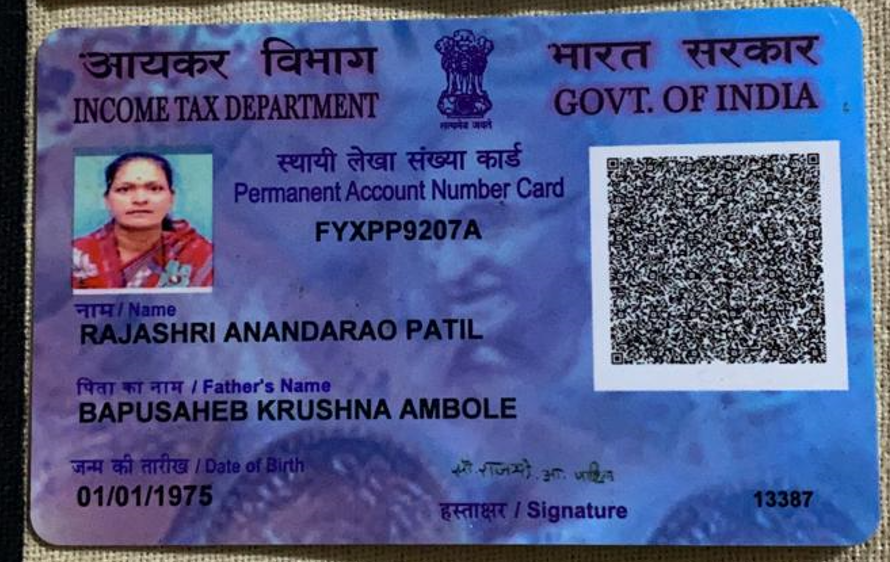 आयकर विभाग
INCOME TAX DEPARTMENT
सत्यमेव जयते
भारत सरकार
GOVT. OF INDIA
स्थायी लेखा संख्या कार्ड
Permanent Account Number Card
FYXPP9207A
नाम / Name
RAJASHRI ANANDARAO PATIL
पिता का नाम / Father's Name
BAPUSAHEB KRUSHNA AMBOLE
जन्म की तारीख / Date of Birth
01/01/1975
सौ राजश्री. आ. पाटील
हस्ताक्षर / Signature
13387